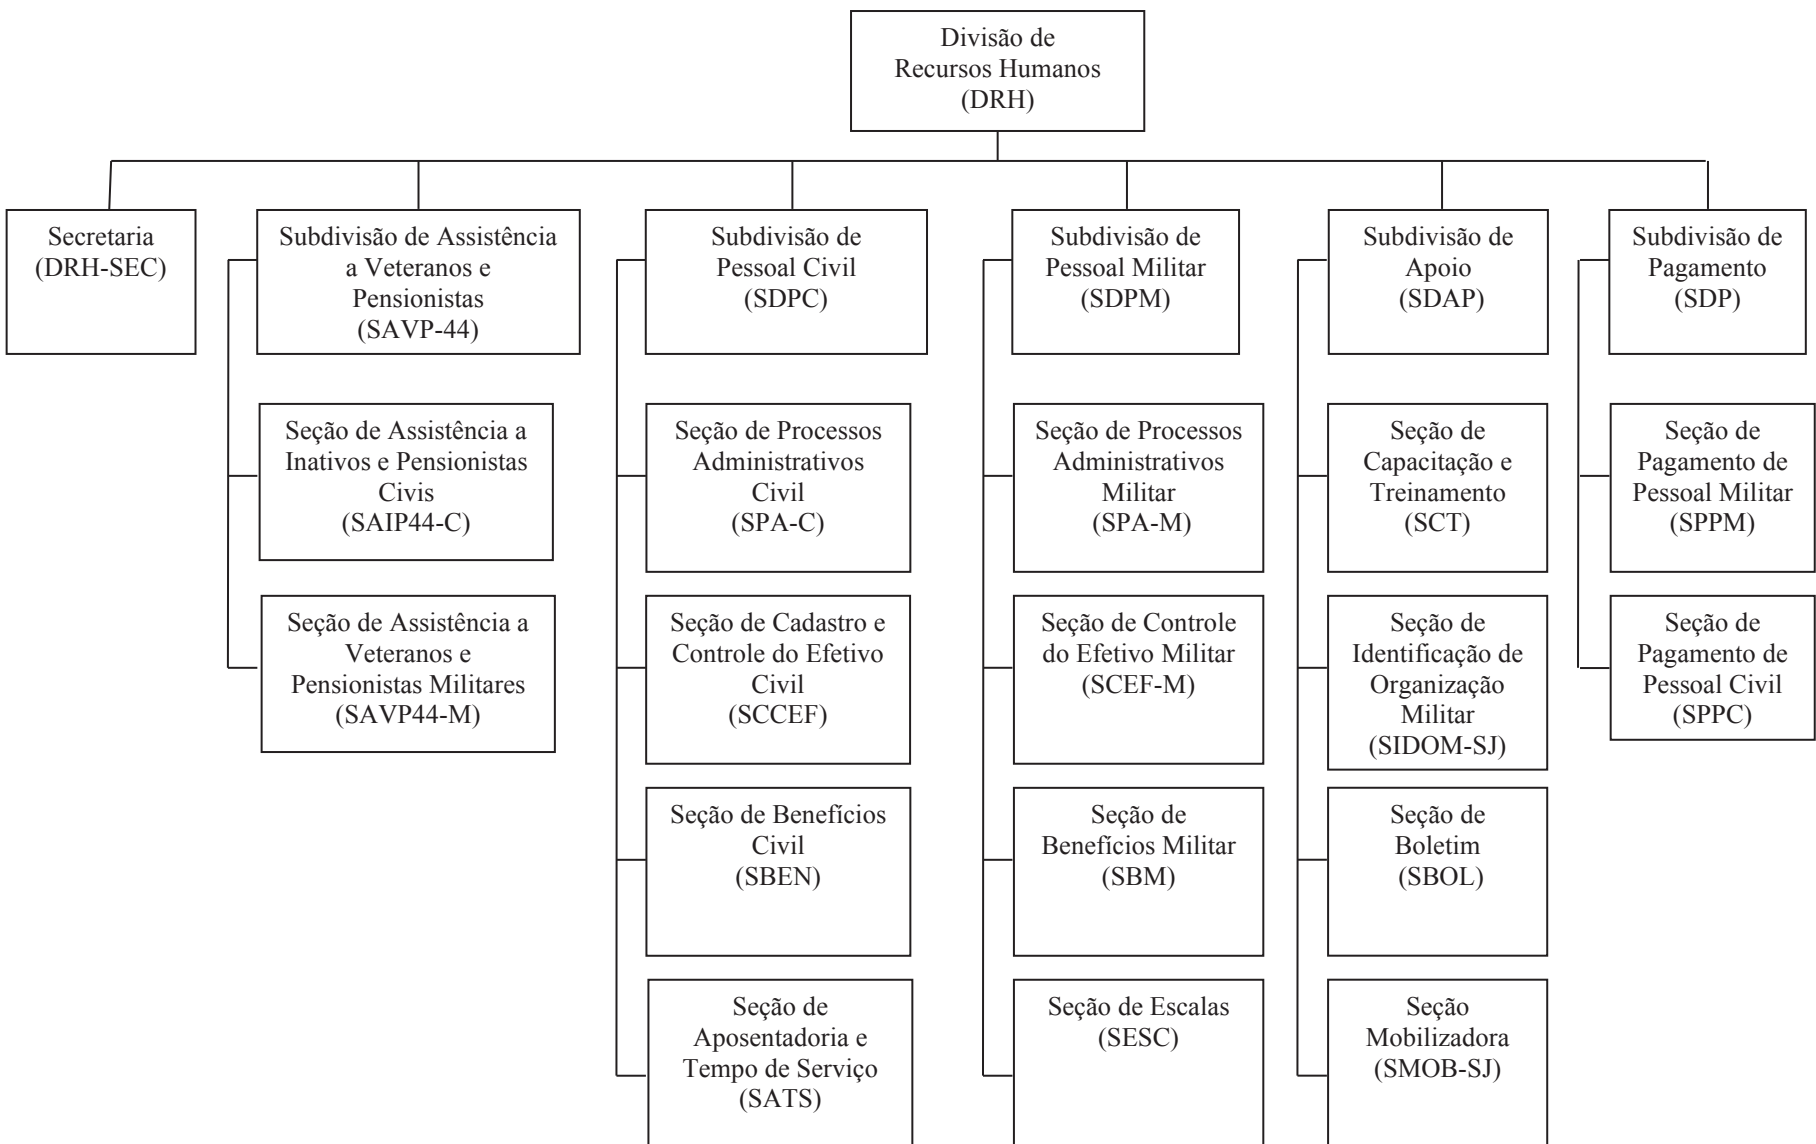 Divisão de
Recursos Humanos
(DRH)
Secretaria
(DRH-SEC)
Subdivisão de Assistência
a Veteranos e
Pensionistas
(SAVP-44)
Subdivisão de
Pessoal Civil
(SDPC)
Subdivisão de
Pessoal Militar
(SDPM)
Subdivisão de
Apoio
(SDAP)
Subdivisão de
Pagamento
(SDP)
Seção de Assistência a
Inativos e Pensionistas
Civis
(SAIP44-C)
Seção de Processos
Administrativos
Civil
(SPA-C)
Seção de Processos
Administrativos
Militar
(SPA-M)
Seção de
Capacitação e
Treinamento
(SCT)
Seção de
Pagamento de
Pessoal Militar
(SPPM)
Seção de Assistência a
Veteranos e
Pensionistas Militares
(SAVP44-M)
Seção de Cadastro e
Controle do Efetivo
Civil
(SCCEF)
Seção de Controle
do Efetivo Militar
(SCEF-M)
Seção de
Identificação de
Organização
Militar
(SIDOM-SJ)
Seção de
Pagamento de
Pessoal Civil
(SPPC)
Seção de Benefícios
Civil
(SBEN)
Seção de
Benefícios Militar
(SBM)
Seção de
Boletim
(SBOL)
Seção de
Aposentadoria e
Tempo de Serviço
(SATS)
Seção de Escalas
(SESC)
Seção
Mobilizadora
(SMOB-SJ)